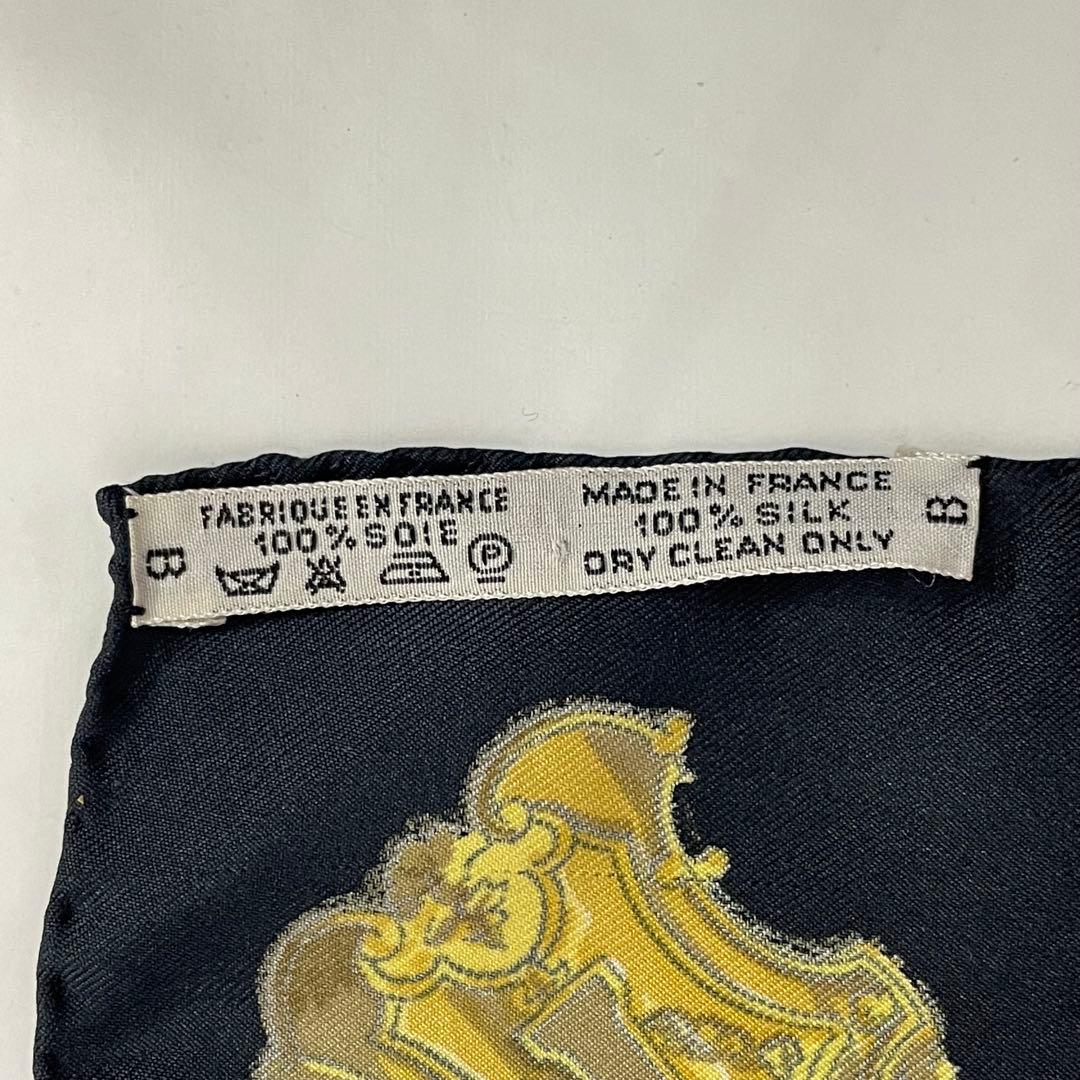 FABRIQUE EN FRANCE
100% SOIE
P
B
MADE IN FRANCE
100% SILK
DRY CLEAN ONLY
B